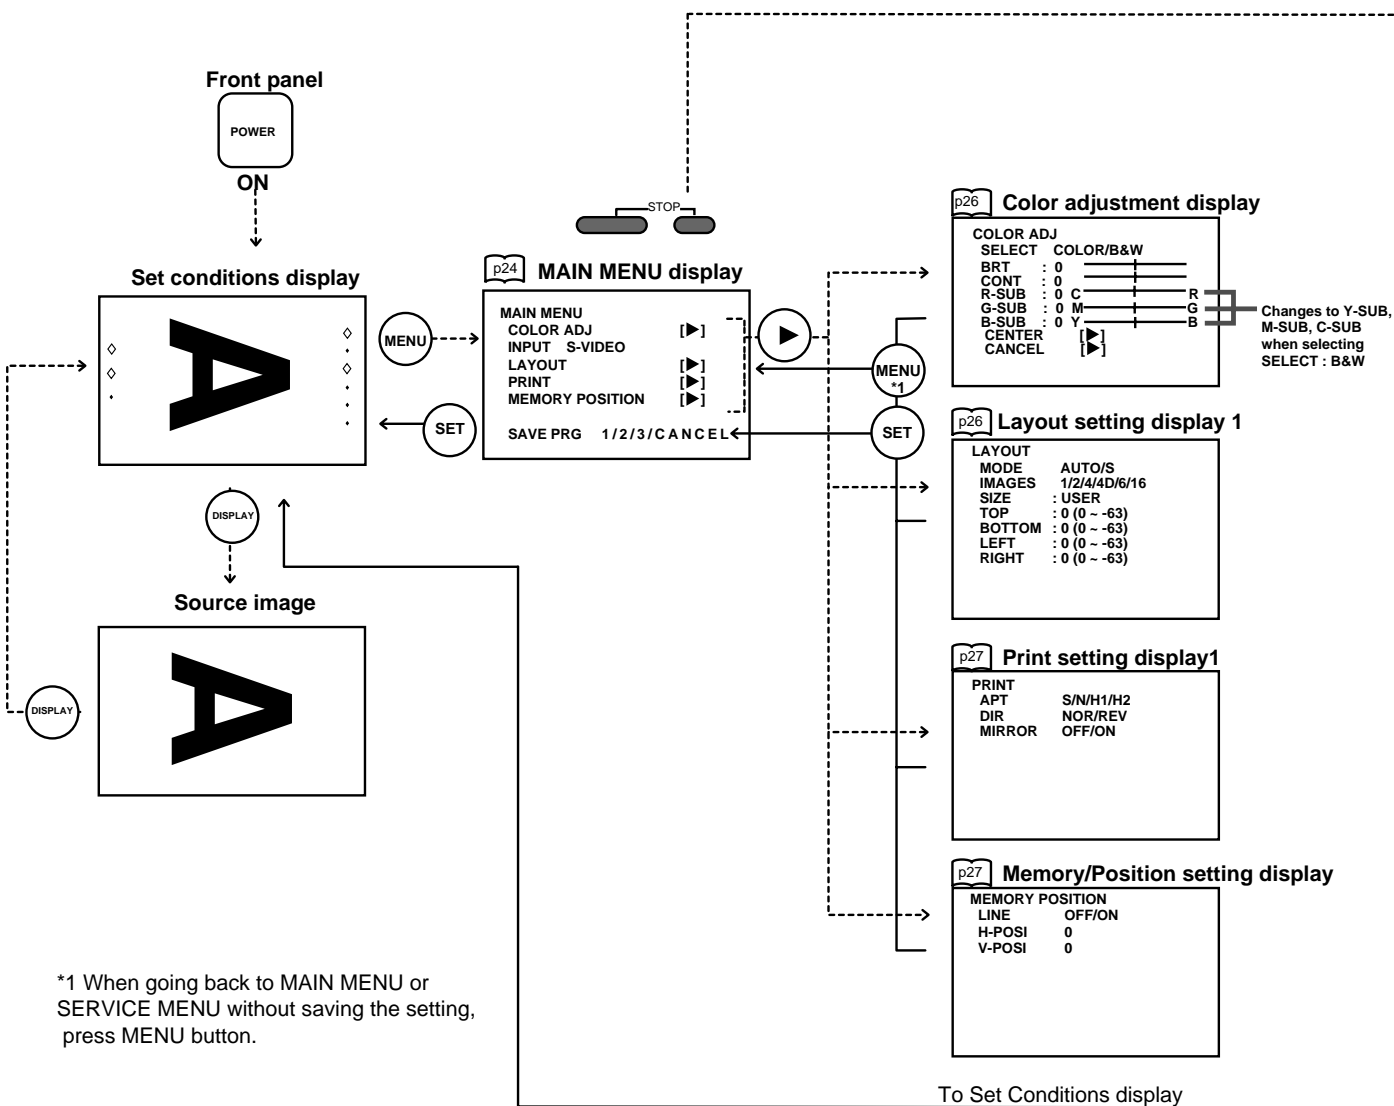 Front panel
POWER
ON
STOP
Set conditions display
MENU
SET
DISPLAY
Source image
DISPLAY
p24 MAIN MENU display
MAIN MENU
COLOR ADJ [▶]
INPUT S-VIDEO
LAYOUT [▶]
PRINT [▶]
MEMORY POSITION [▶]
SAVE PRG 1/2/3/CANCEL
MENU
*1
SET
p26 Color adjustment display
COLOR ADJ
SELECT COLOR/B&W
BRT : 0
CONT : 0
R-SUB : 0 C R
G-SUB : 0 M G
B-SUB : 0 Y B
CENTER [▶]
CANCEL [▶]
Changes to Y-SUB,
M-SUB, C-SUB
when selecting
SELECT : B&W
p26 Layout setting display 1
LAYOUT
MODE AUTO/S
IMAGES 1/2/4/4D/6/16
SIZE : USER
TOP : 0 (0 ~ -63)
BOTTOM : 0 (0 ~ -63)
LEFT : 0 (0 ~ -63)
RIGHT : 0 (0 ~ -63)
p27 Print setting display1
PRINT
APT S/N/H1/H2
DIR NOR/REV
MIRROR OFF/ON
p27 Memory/Position setting display
MEMORY POSITION
LINE OFF/ON
H-POSI 0
V-POSI 0
*1 When going back to MAIN MENU or
SERVICE MENU without saving the setting,
press MENU button.
To Set Conditions display
A
A